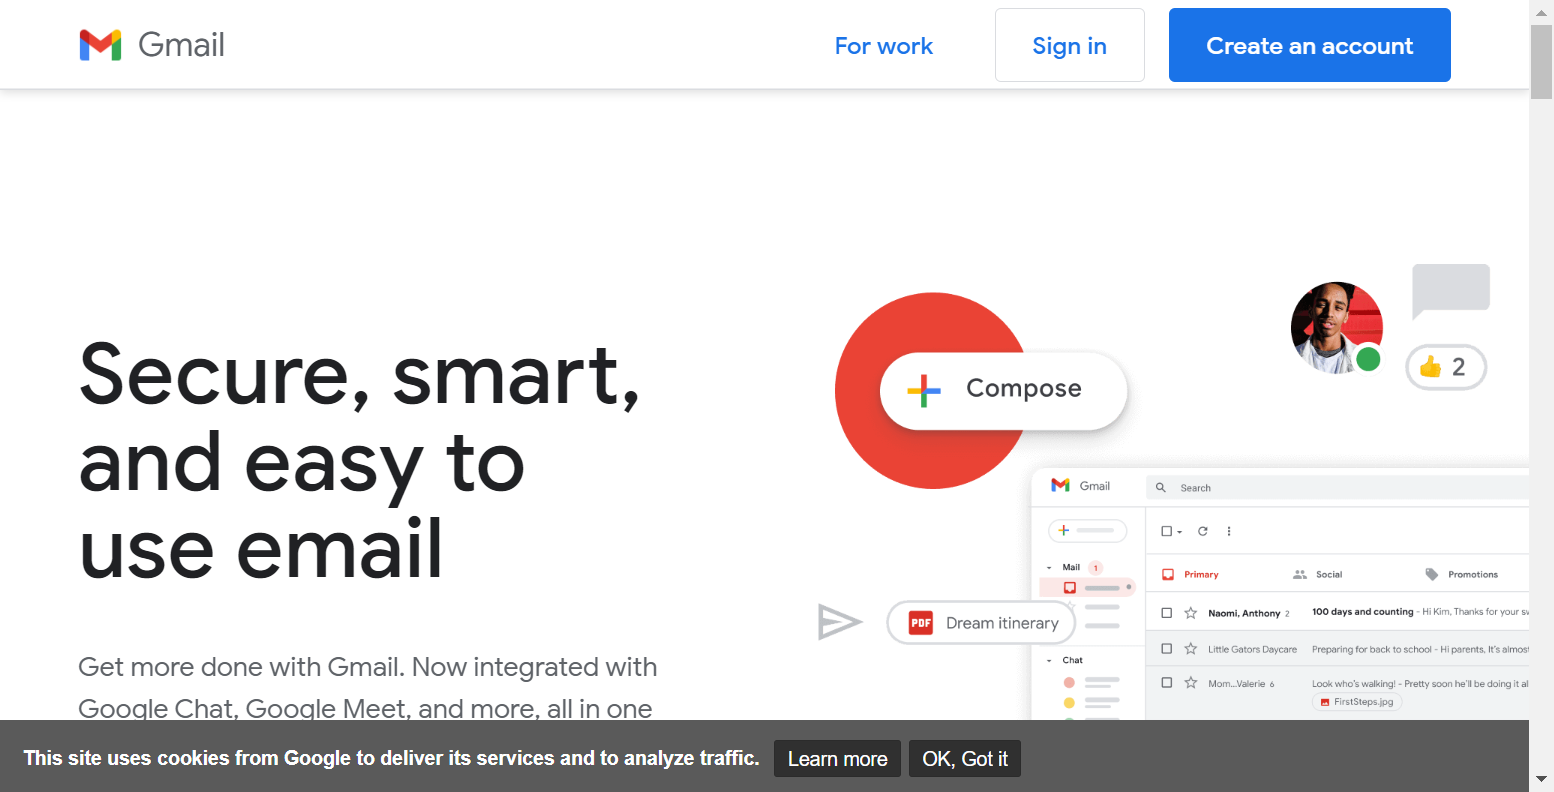 Gmail
For work
Sign in
Create an account
Secure, smart,
and easy to
use email
Get more done with Gmail. Now integrated with
Google Chat, Google Meet, and more, all in one
Compose
2
Gmail
Search
Mail 1
Primary
Social
Promotions
Naomi, Anthony 2
100 days and counting - Hi Kim, Thanks for your
Little Gators Daycare
Preparing for back to school - Hi parents, It's almost
Mom...Valerie 6
Look who's walking! - Pretty soon he'll be doing it
FirstSteps.jpg
PDF Dream itinerary
Chat
This site uses cookies from Google to deliver its services and to analyze traffic.
Learn more
OK, Got it